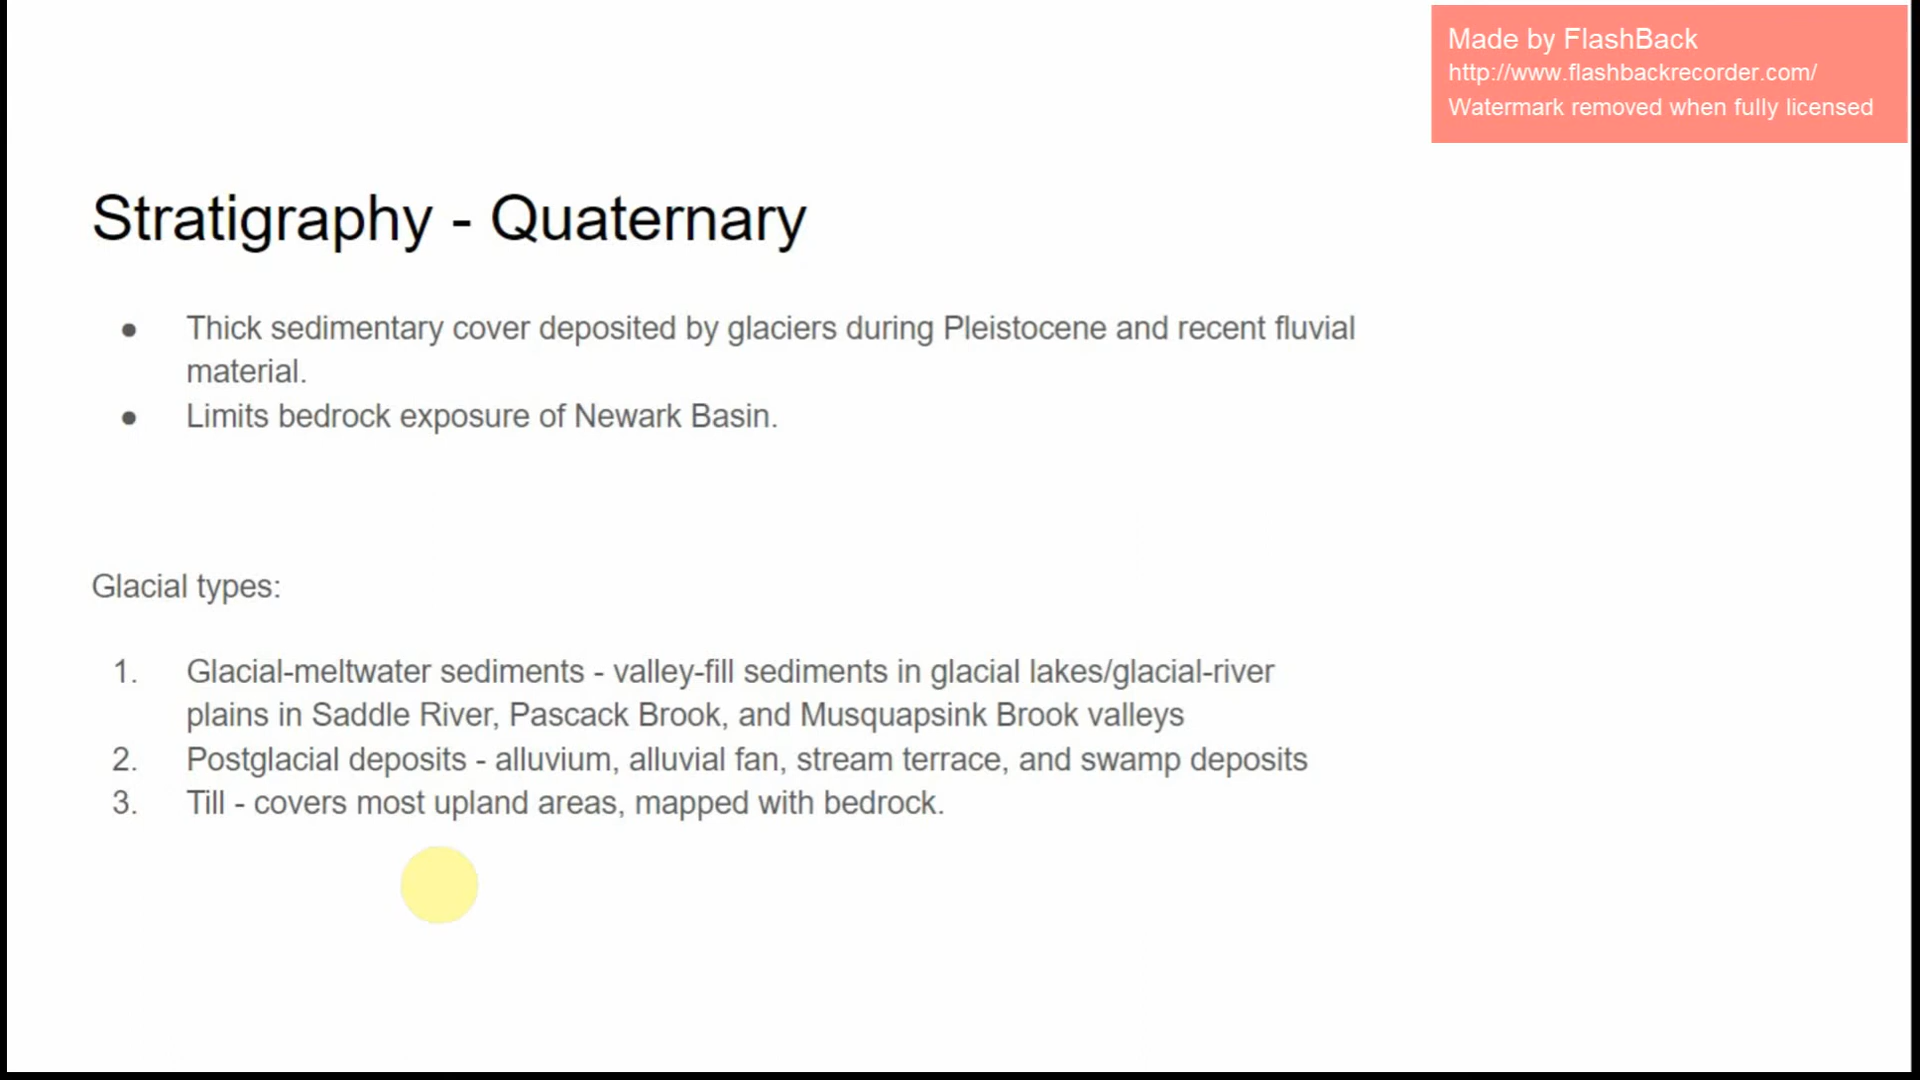 Made by FlashBack
http://www.flashbackrecorder.com/
Watermark removed when fully licensed
Stratigraphy - Quaternary
● Thick sedimentary cover deposited by glaciers during Pleistocene and recent fluvial
material.
● Limits bedrock exposure of Newark Basin.
Glacial types:
1. Glacial-meltwater sediments - valley-fill sediments in glacial lakes/glacial-river
plains in Saddle River, Pascack Brook, and Musquapsink Brook valleys
2. Postglacial deposits - alluvium, alluvial fan, stream terrace, and swamp deposits
3. Till - covers most upland areas, mapped with bedrock.